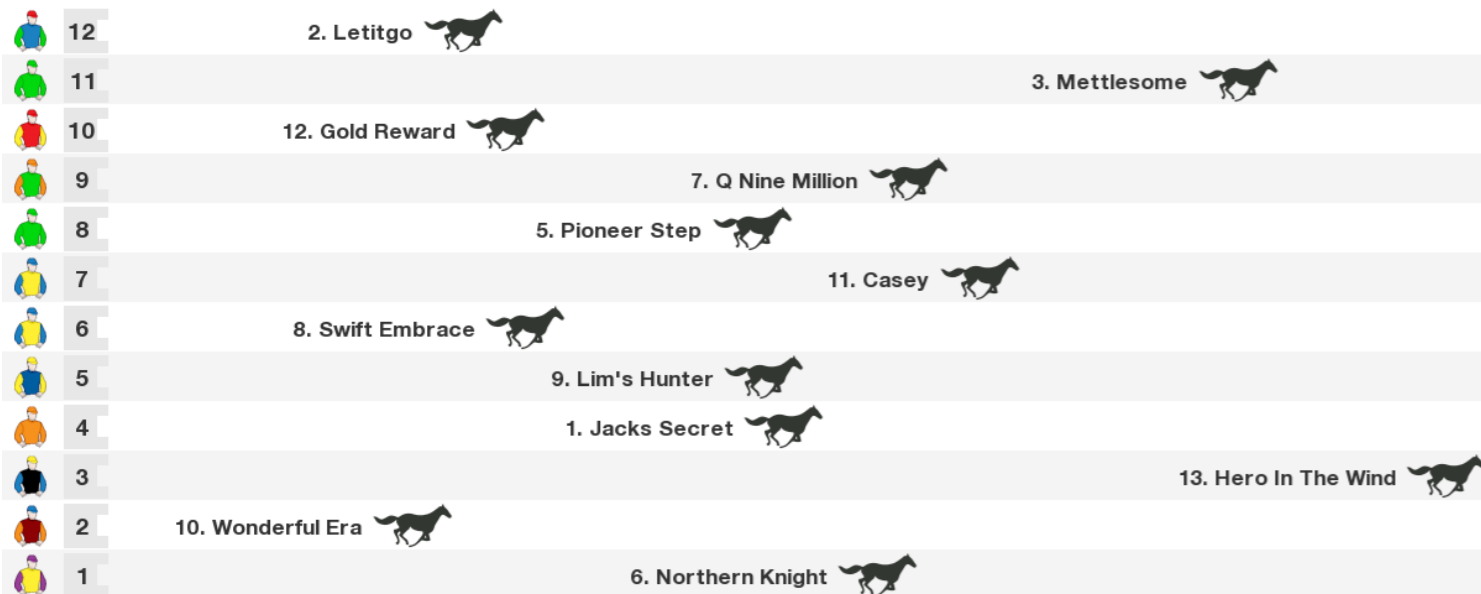 12 2. Letitgo
11 3. Mettlesome
10 12. Gold Reward
9 7. Q Nine Million
8 5. Pioneer Step
7 11. Casey
6 8. Swift Embrace
5 9. Lim's Hunter
4 1. Jacks Secret
3 13. Hero In The Wind
2 10. Wonderful Era
1 6. Northern Knight